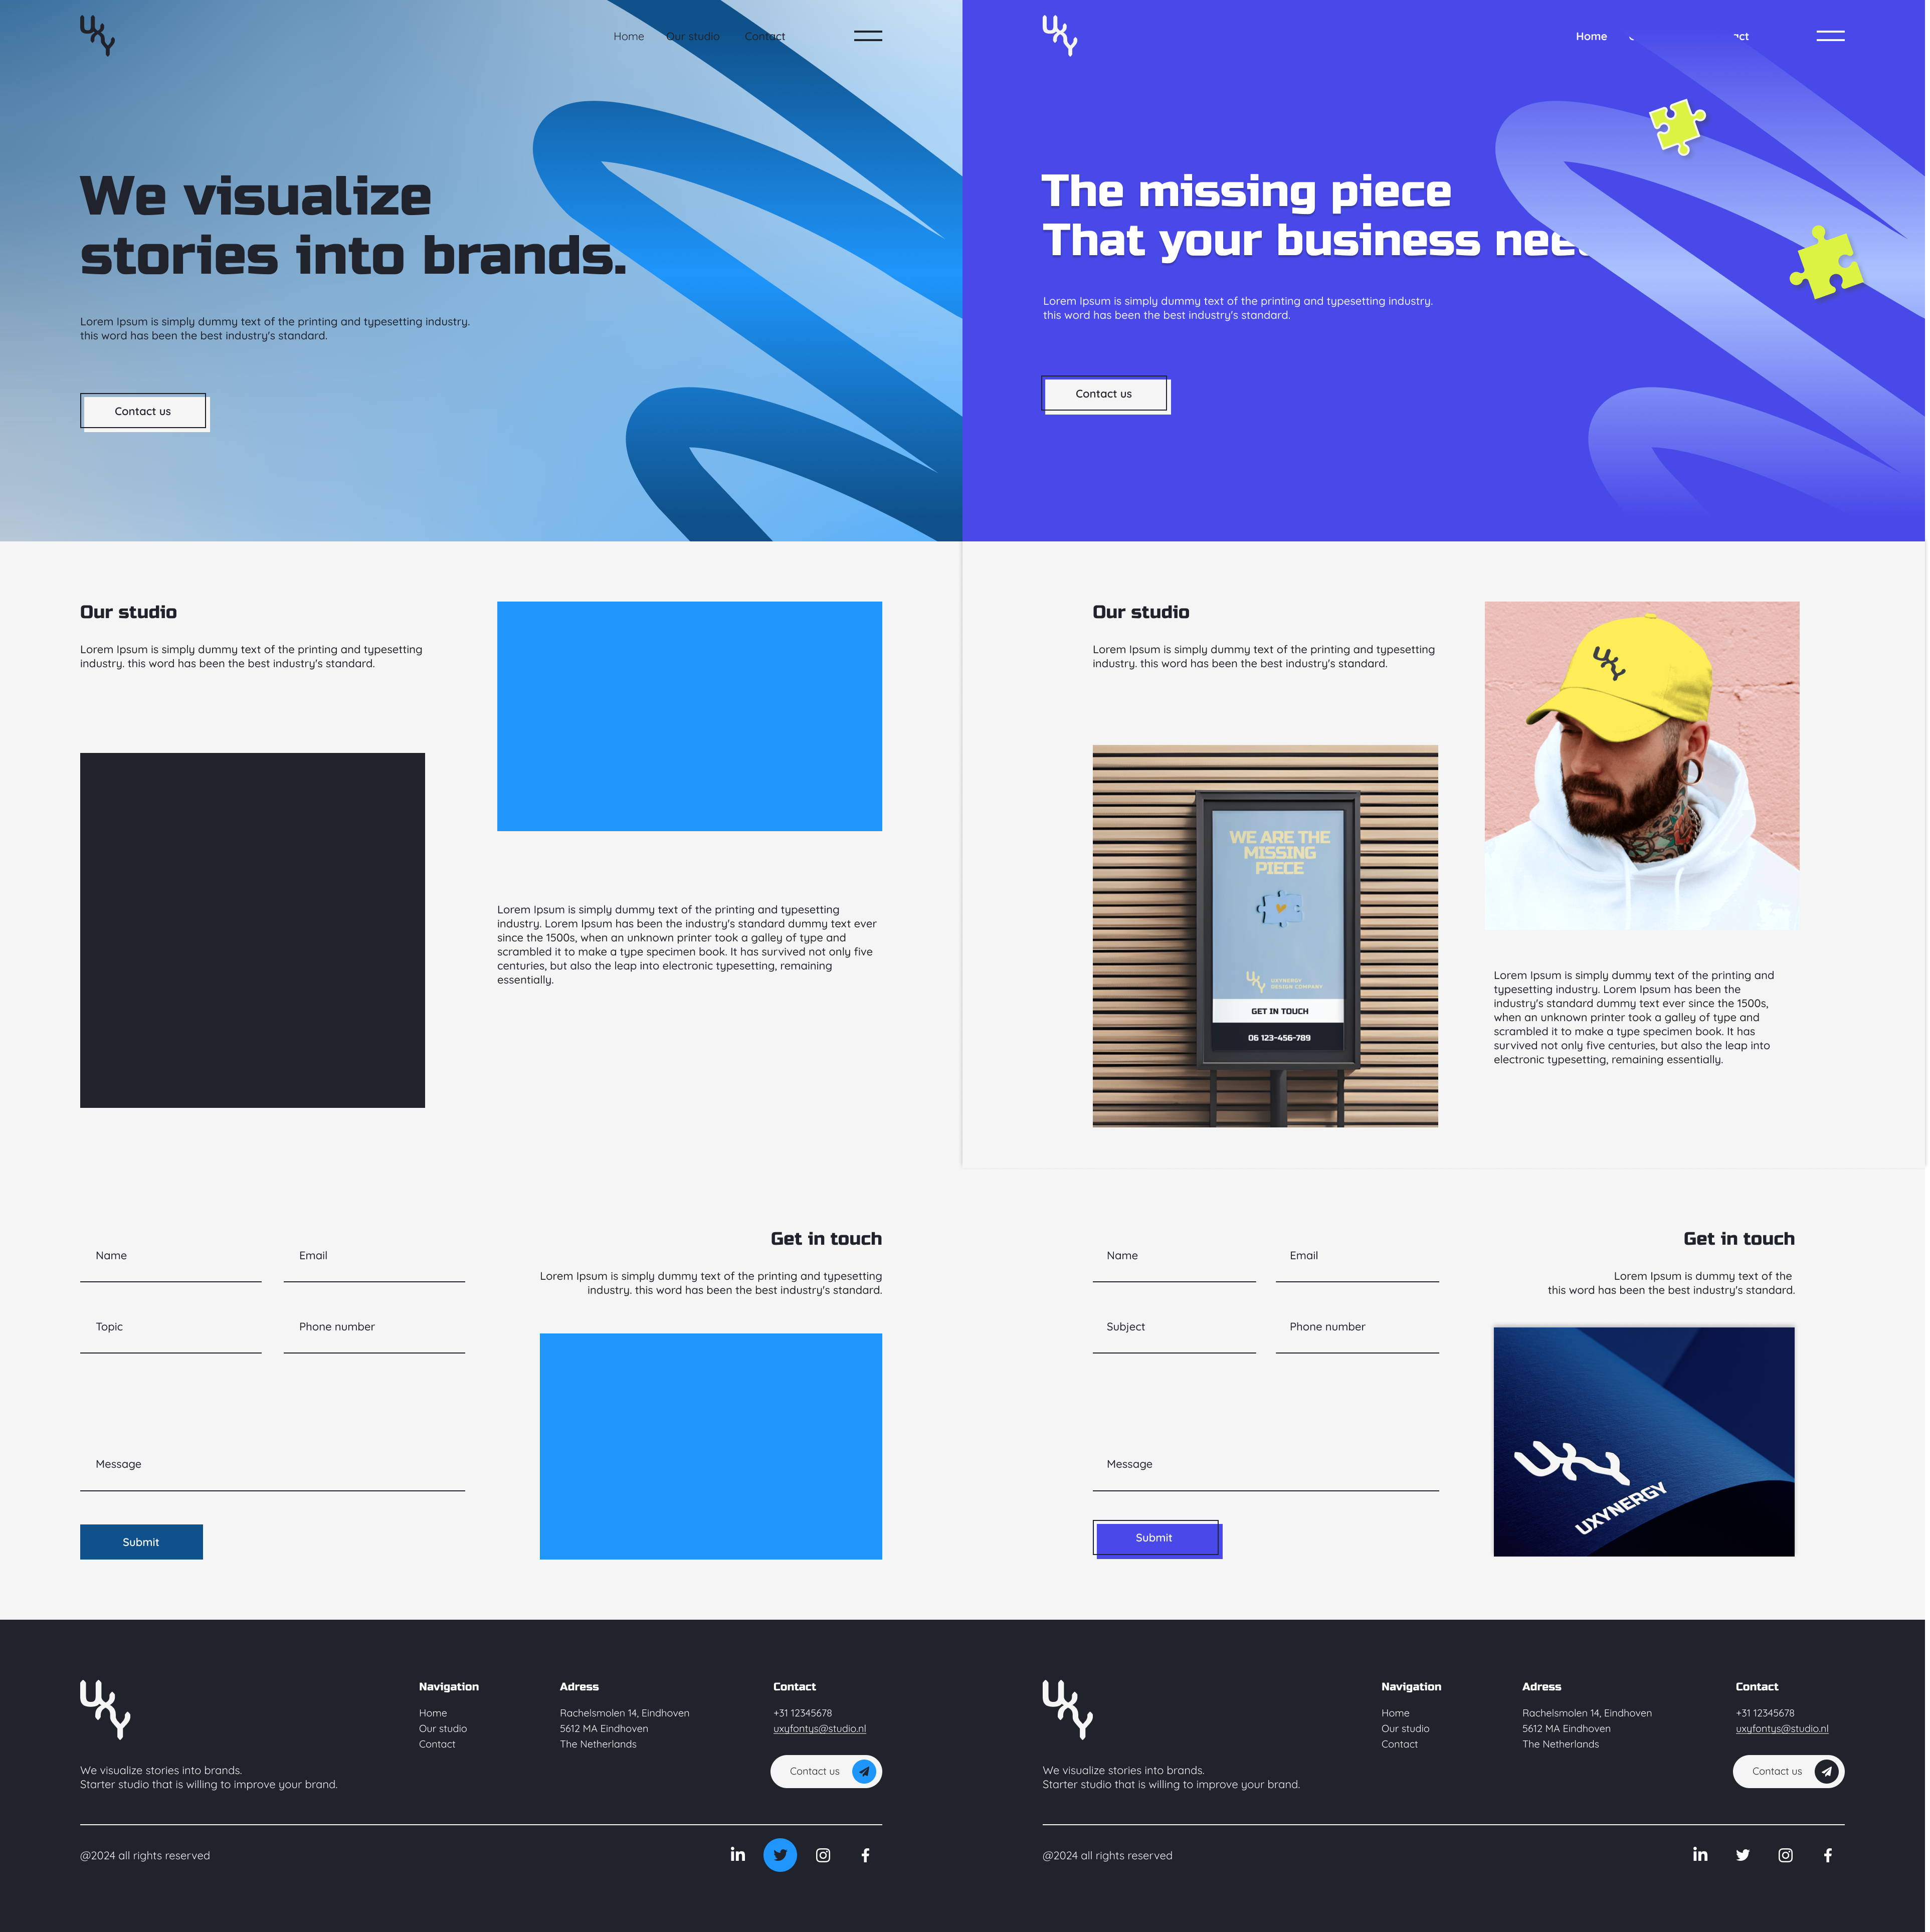 UXY
Home
Our studio
Contact
We visualize
stories into brands.
Lorem Ipsum is simply dummy text of the printing and typesetting industry.
this word has been the best industry's standard.
Contact us
Our studio
Lorem Ipsum is simply dummy text of the printing and typesetting
industry. this word has been the best industry's standard.
Lorem Ipsum is simply dummy text of the printing and typesetting
industry. Lorem Ipsum has been the industry's standard dummy text ever
since the 1500s, when an unknown printer took a galley of type and
scrambled it to make a type specimen book. It has survived not only five
centuries, but also the leap into electronic typesetting, remaining
essentially.
Name
Email
Topic
Phone number
Message
Submit
Get in touch
Lorem Ipsum is simply dummy text of the printing and typesetting
industry. this word has been the best industry's standard.
UXY
We visualize stories into brands.
Starter studio that is willing to improve your brand.
Navigation
Home
Our studio
Contact
Adress
Rachelsmolen 14, Eindhoven
5612 MA Eindhoven
The Netherlands
Contact
+31 12345678
uxyfontys@studio.nl
Contact us
@2024 all rights reserved
in
UXY
Home
The missing piece
That your business
Lorem Ipsum is simply dummy text of the printing and typesetting industry.
this word has been the best industry's standard.
Contact us
Our studio
Lorem Ipsum is simply dummy text of the printing and typesetting
industry. this word has been the best industry's standard.
WE ARE THE
MISSING
PIECE
UXY
UXYNERGY
DESIGN COMPANY
GET IN TOUCH
06 123-456-789
UXY
Lorem Ipsum is simply dummy text of the printing and
typesetting industry. Lorem Ipsum has been the
industry's standard dummy text ever since the 1500s,
when an unknown printer took a galley of type and
scrambled it to make a type specimen book. It has
survived not only five centuries, but also the leap into
electronic typesetting, remaining essentially.
Name
Email
Subject
Phone number
Message
Submit
Get in touch
Lorem Ipsum is dummy text of the
this word has been the best industry's standard.
UXY
UXYNERGY
UXY
We visualize stories into brands.
Starter studio that is willing to improve your brand.
Navigation
Home
Our studio
Contact
Adress
Rachelsmolen 14, Eindhoven
5612 MA Eindhoven
The Netherlands
Contact
+31 12345678
uxyfontys@studio.nl
Contact us
@2024 all rights reserved
in